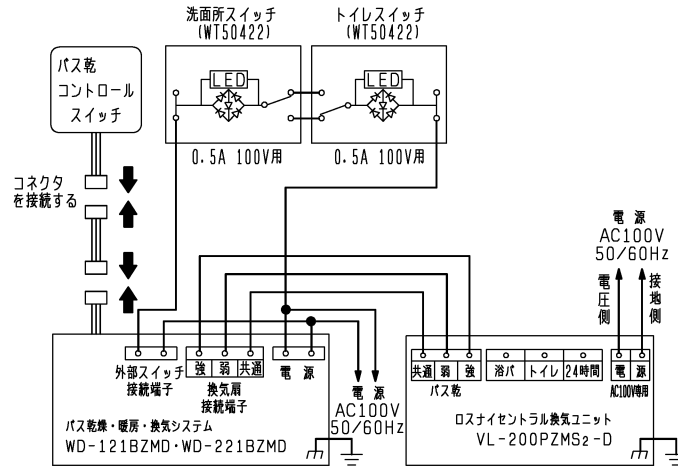 洗面所スイッチ
(WT50422)
トイレスイッチ
(WT50422)
バス乾
コントロール
スイッチ
LED
LED
0.5A 100V用
0.5A 100V用
コネクタ
を接続する
電 源
AC100V
50/60Hz
電圧側
接地側
外部スイッチ
接続端子
強
弱
共通
換気扇
接続端子
電 源
電 源
AC100V
50/60Hz
共通
弱
強
バス乾
浴バ
トイレ
24時間
電
源
AC100V専用
バス乾燥・暖房・換気システム
WD-121BZMD・WD-221BZMD
ロスナイセントラル換気ユニット
VL-200PZMS2-D